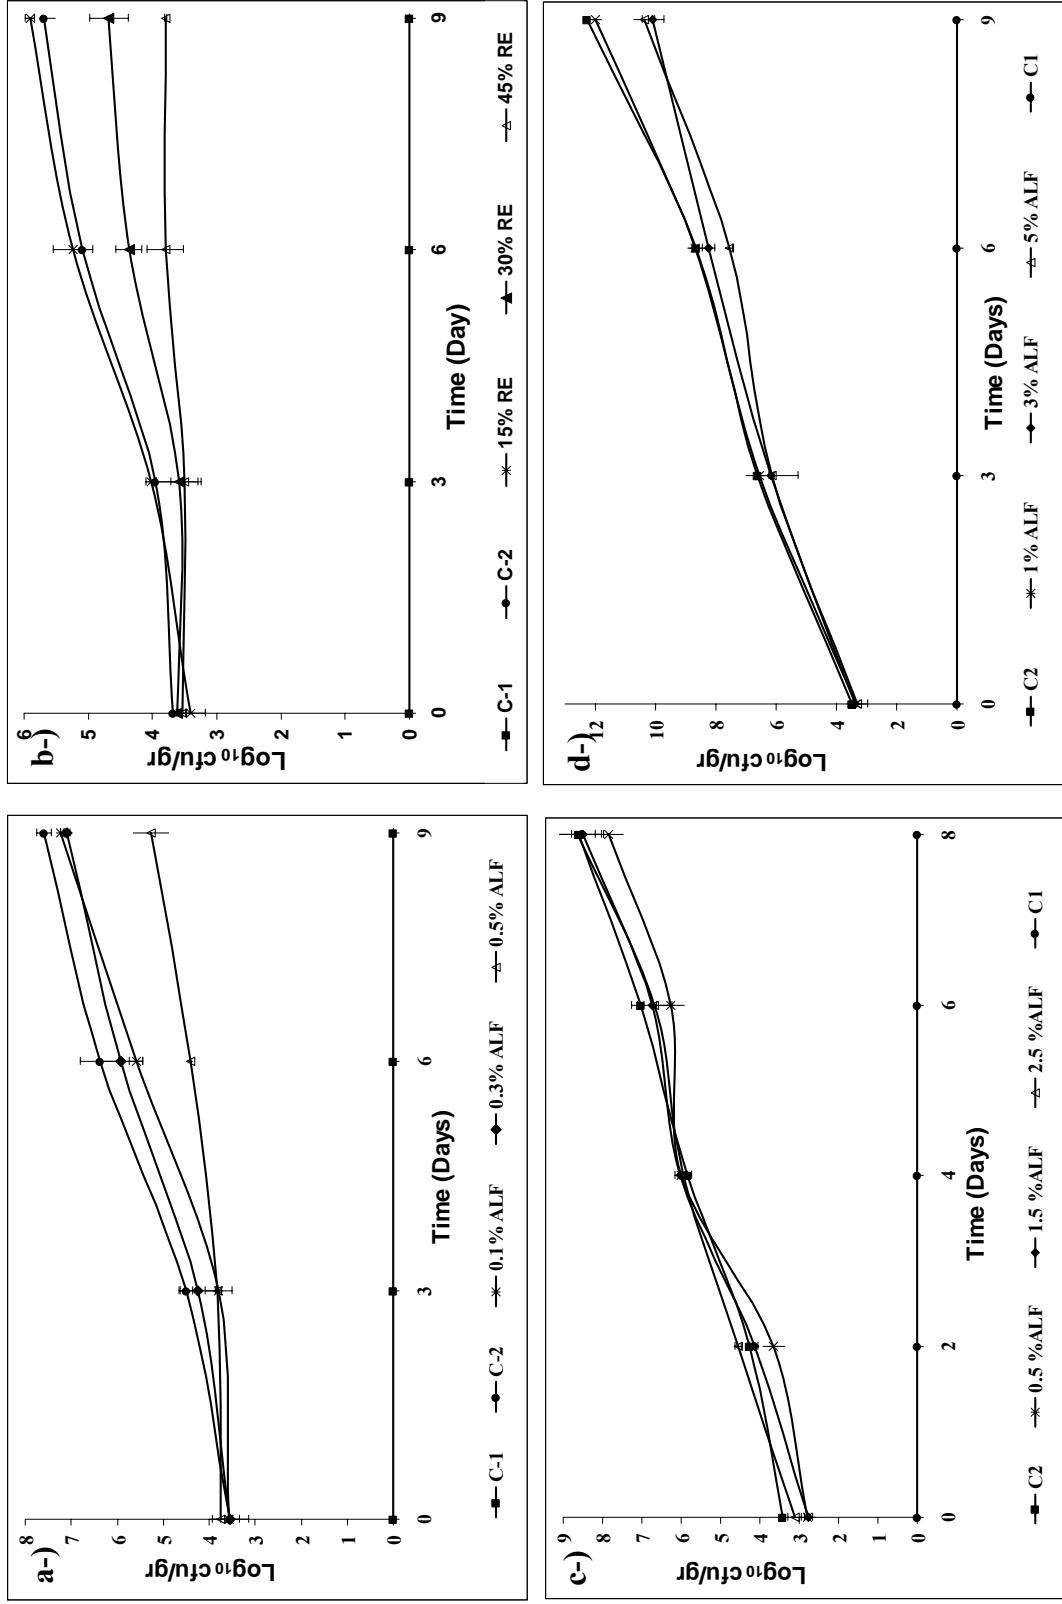 a-)
Log10 cfu/gr
8
7
6
5
4
3
2
1
0
0 3 6 9
Time (Days)
C-1 C-2 0.1% ALF 0.3% ALF 0.5% ALF
b-)
Log10 cfu/gr
6
5
4
3
2
1
0
0 3 6 9
Time (Day)
C-1 C-2 15% RE 30% RE 45% RE
c-)
Log10 cfu/gr
9
8
7
6
5
4
3
2
1
0
0 2 4 6 8
Time (Days)
C2 0.5 %ALF 1.5 %ALF 2.5 %ALF C1
d-)
Log10 cfu/gr
12
10
8
6
4
2
0
0 3 6 9
Time (Days)
C2 1% ALF 3% ALF 5% ALF C1